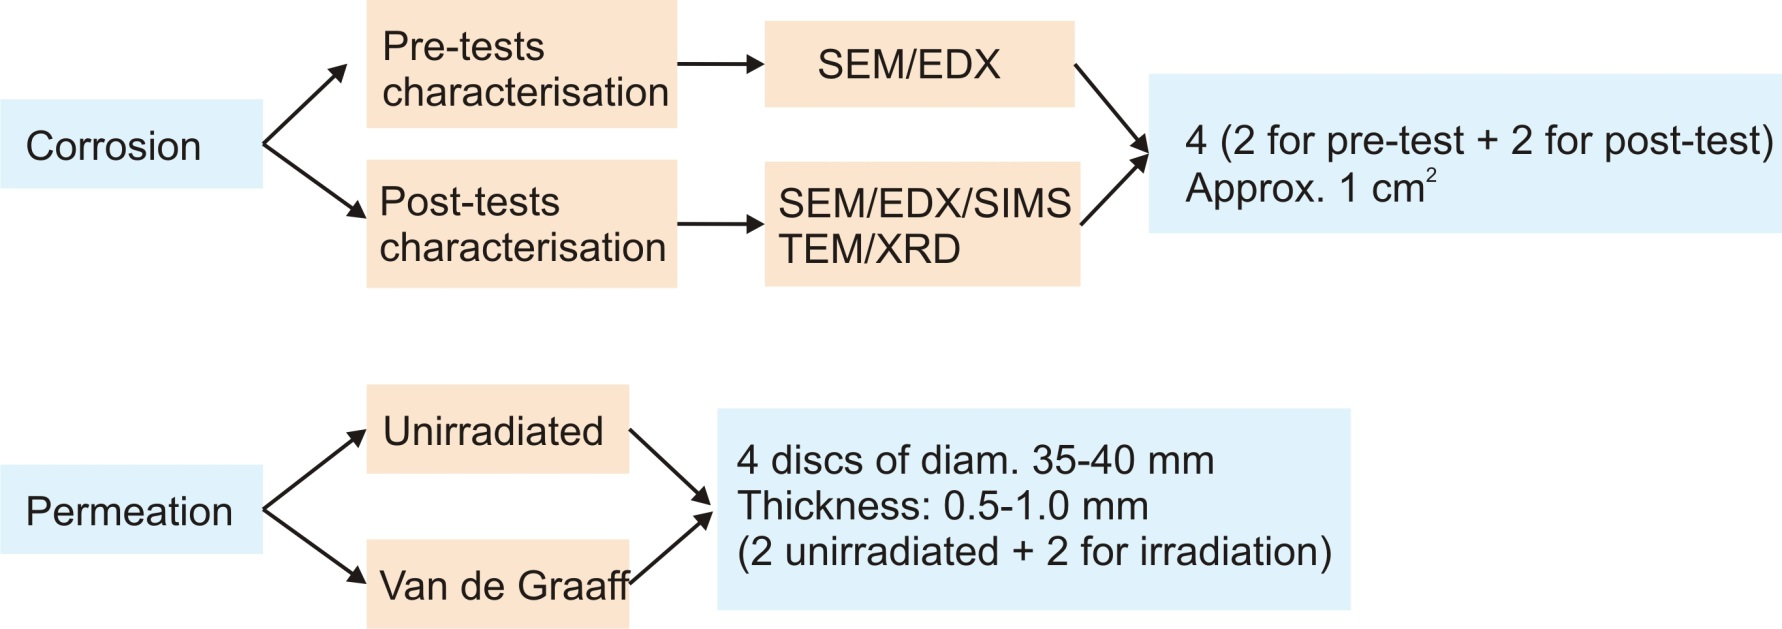 Pre-tests
characterisation
SEM/EDX
Corrosion
4 (2 for pre-test + 2 for post-test)
Approx. 1 cm²
Post-tests
characterisation
SEM/EDX/SIMS
TEM/XRD
Unirradiated
Permeation
4 discs of diam. 35-40 mm
Thickness: 0.5-1.0 mm
(2 unirradiated + 2 for irradiation)
Van de Graaff